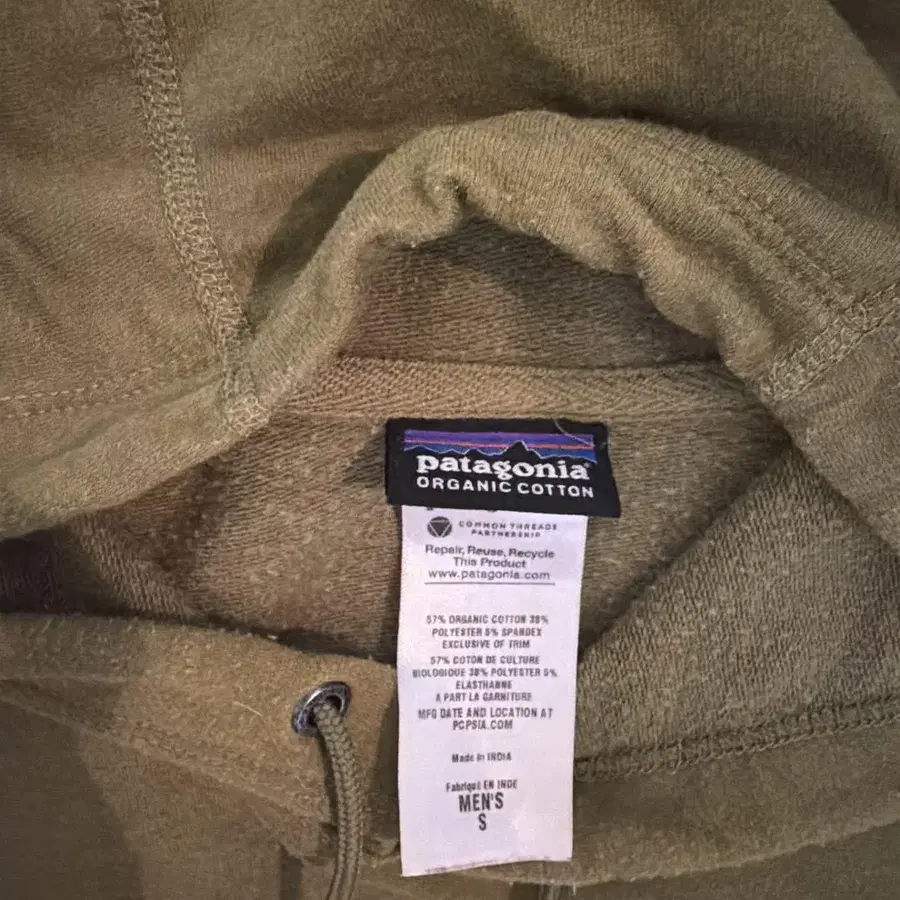 patagonia®
ORGANIC COTTON
COMMON THREADS
PARTNERSHIP
Repair, Reuse, Recycle
This Product
www.patagonia.com
57% ORGANIC COTTON 38%
POLYESTER 5% SPANDEX
EXCLUSIVE OF TRIM
57% COTON DE CULTURE
BIOLOGIQUE 38% POLYESTER 5%
ELASTHANNE
A PART LA GARNITURE
MFG DATE AND LOCATION AT
PCPSIA.COM
Made in INDIA
Fabriqué EN INDE
MEN'S
S